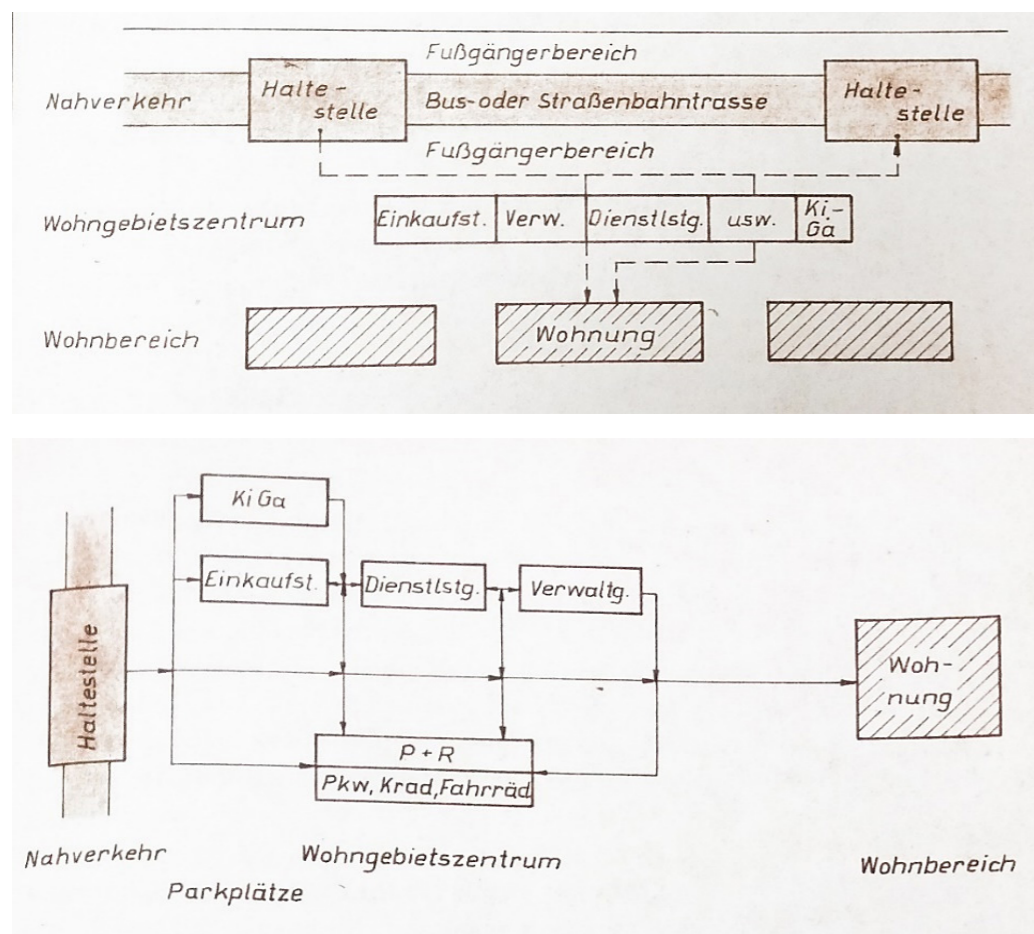 Fußgängerbereich
Nahverkehr
Halte-
stelle
Bus-oder Straßenbahntrasse
Halte-
stelle
Fußgängerbereich
Wohngebietszentrum
Einkaufst. Verw. Dienstlstg. usw. Ki.-
Ga
Wohnbereich
Wohnung
Ki Ga
Einkaufst. Dienstlstg. Verwaltg.
Haltestelle
Woh-
nung
P + R
Pkw, Krad, Fahrräd
Nahverkehr
Wohngebietszentrum
Wohnbereich
Parkplätze